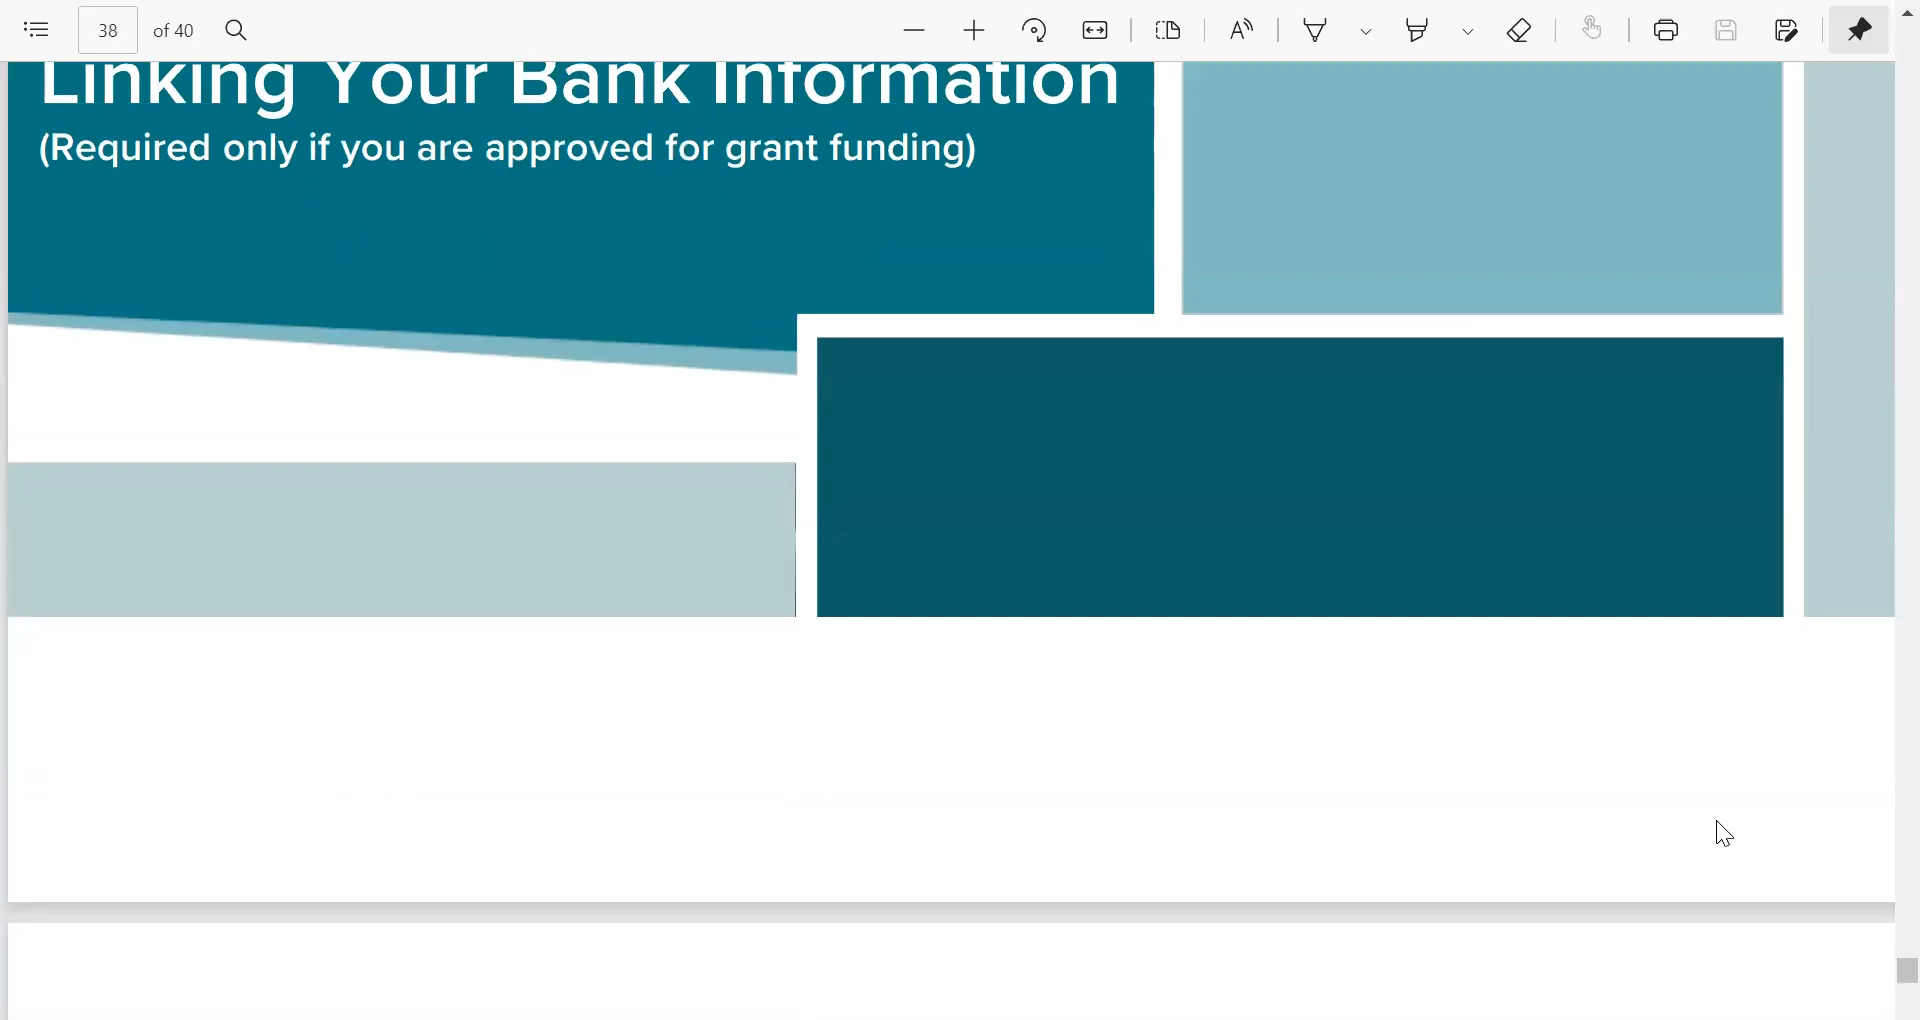 38 of 40
Linking Your Bank Information
(Required only if you are approved for grant funding)